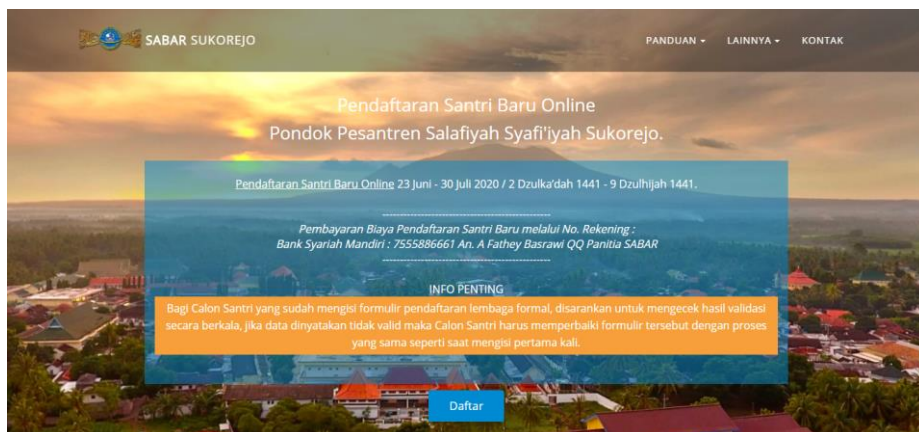 SABAR SUKOREJO
PANDUAN
LAINNYA
KONTAK
Pendaftaran Santri Baru Online
Pondok Pesantren Salafiyah Syafi'iyah Sukorejo.
Pendaftaran Santri Baru Online 23 Juni - 30 Juli 2020 / 2 Dzulka'dah 1441 - 9 Dzulhijah 1441.
------------------------------------------------
Pembayaran Biaya Pendaftaran Santri Baru melalui No. Rekening :
Bank Syariah Mandiri : 7555886661 An. A Fathey Basrawi QQ Panitia SABAR
------------------------------------------------
INFO PENTING
Bagi Calon Santri yang sudah mengisi formulir pendaftaran lembaga formal, disarankan untuk mengecek hasil validasi
secara berkala, jika data dinyatakan tidak valid maka Calon Santri harus memperbaiki formulir tersebut dengan proses
yang sama seperti saat mengisi pertama kali.
Daftar